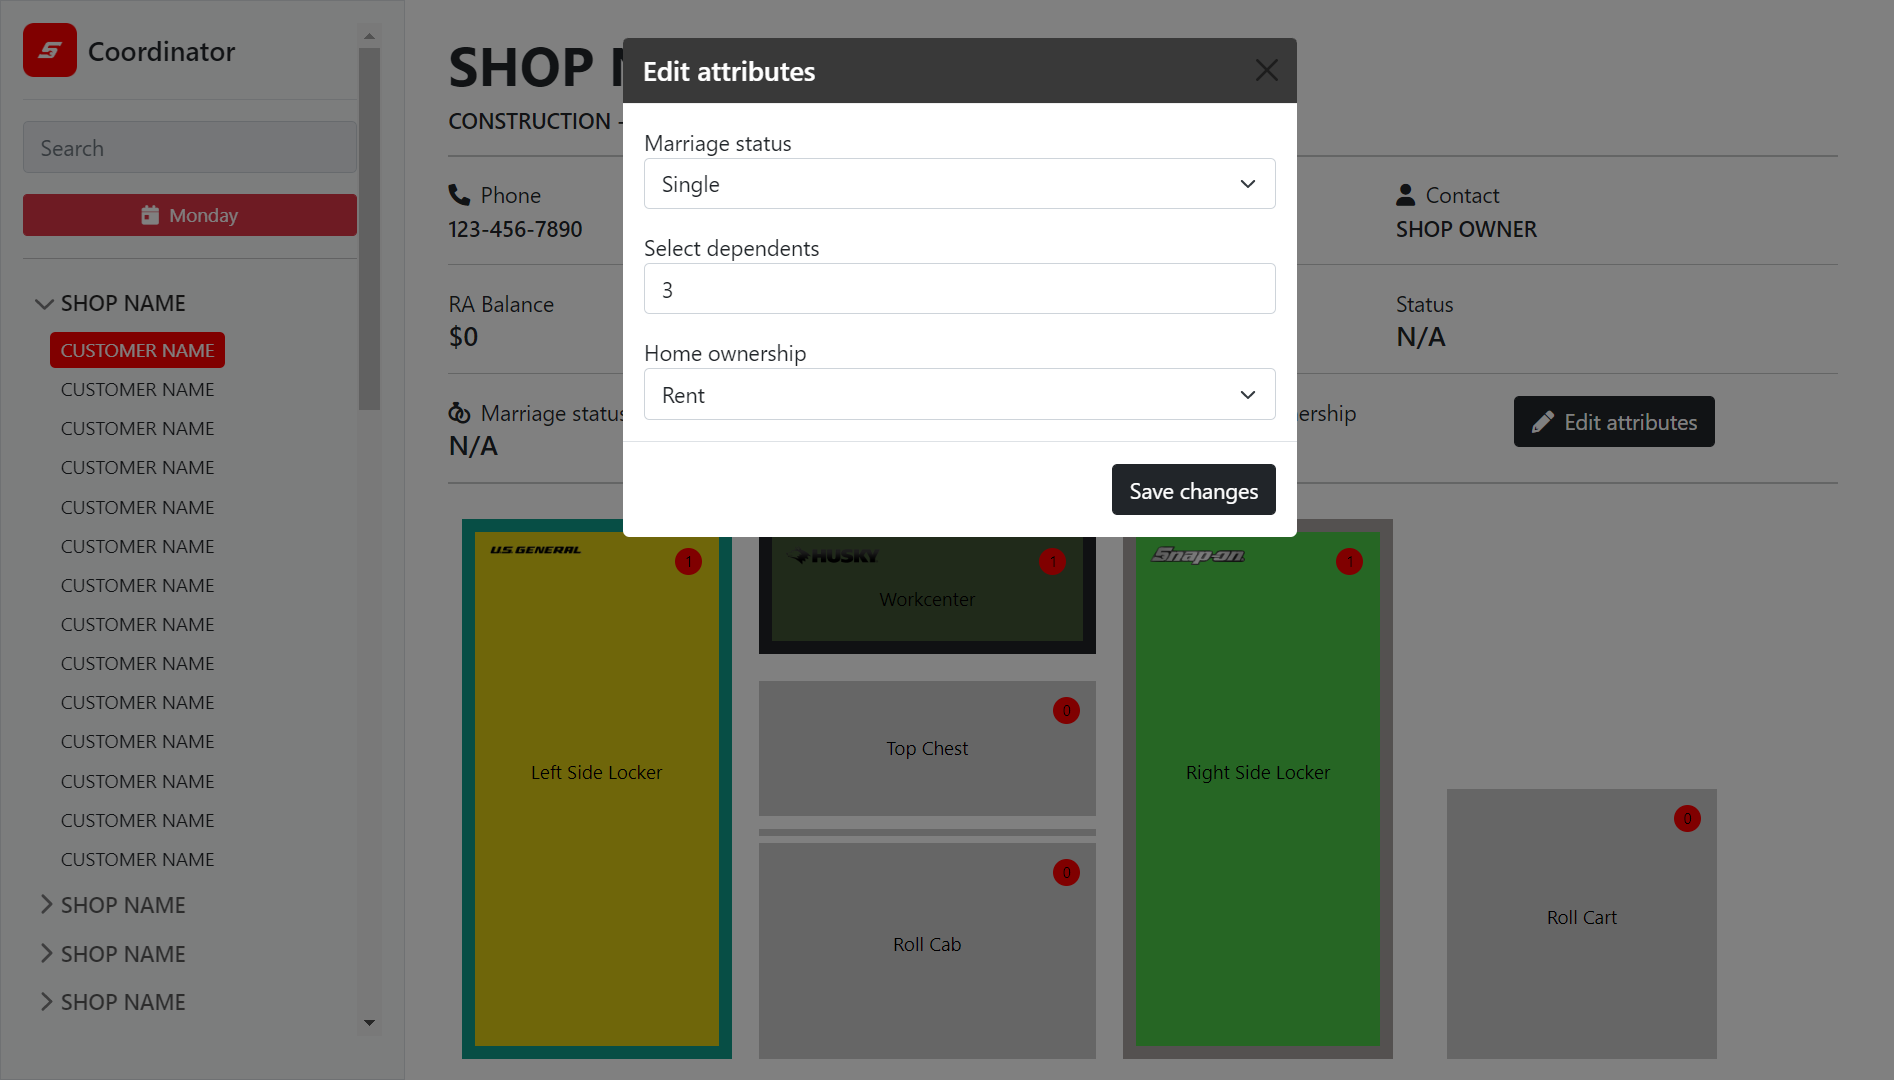 Coordinator
Search
Monday
SHOP NAME
CUSTOMER NAME
CUSTOMER NAME
CUSTOMER NAME
CUSTOMER NAME
CUSTOMER NAME
CUSTOMER NAME
CUSTOMER NAME
CUSTOMER NAME
CUSTOMER NAME
CUSTOMER NAME
CUSTOMER NAME
CUSTOMER NAME
CUSTOMER NAME
CUSTOMER NAME
SHOP NAME
SHOP NAME
SHOP NAME
SHOP
CONSTRUCTION -
Phone
123-456-7890
Contact
SHOP OWNER
RA Balance
$0
Status
N/A
Marriage status
N/A
ership
Edit attributes
Edit attributes
Marriage status
Single
Select dependents
3
Home ownership
Rent
Save changes
U.S. GENERAL
1
Left Side Locker
HUSKY
1
Workcenter
0
Top Chest
0
Roll Cab
Snap-on
1
Right Side Locker
0
Roll Cart